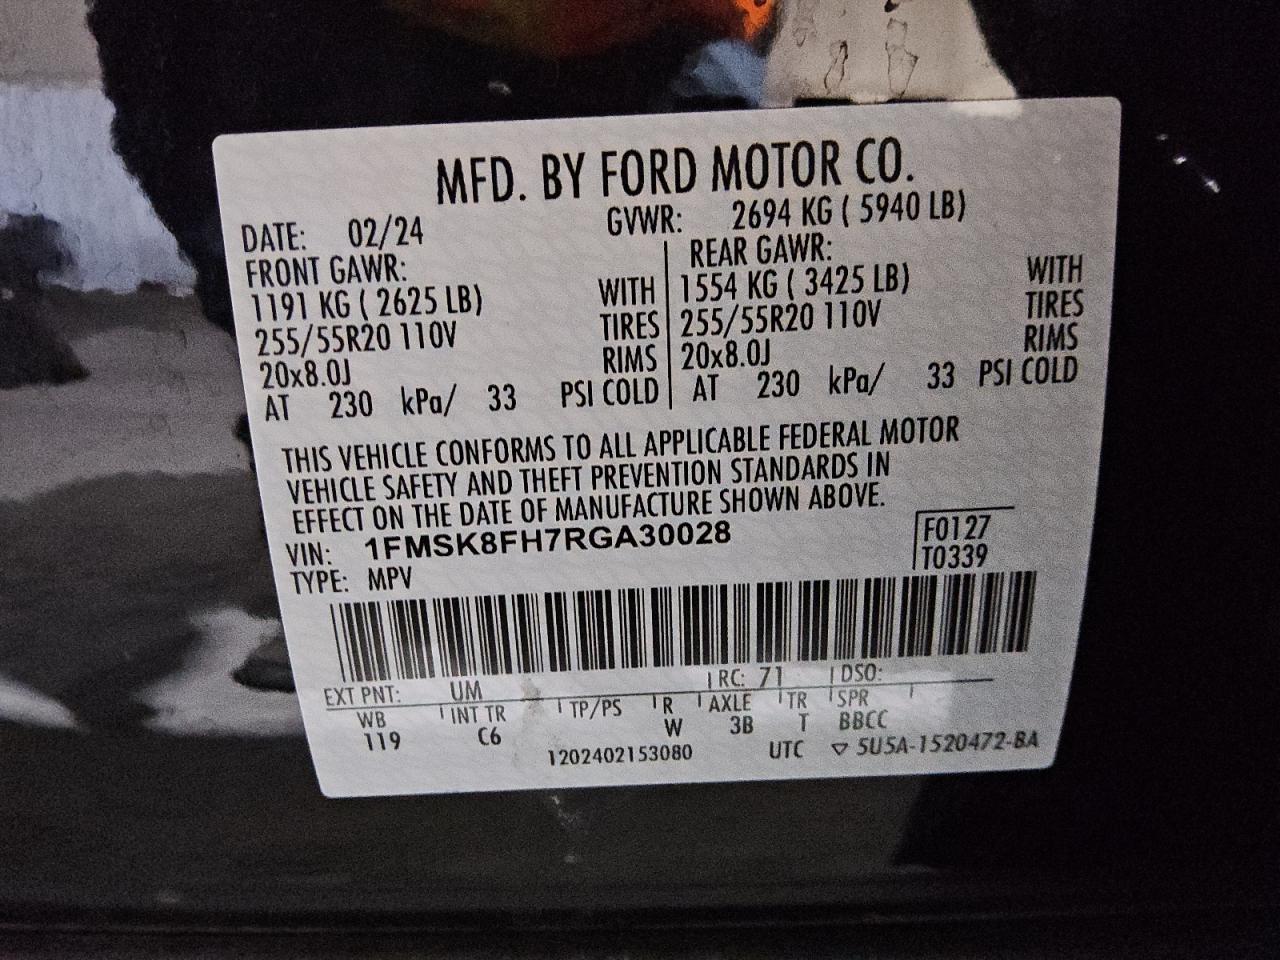 MFD. BY FORD MOTOR CO.
DATE: 02/24 GVWR: 2694 KG ( 5940 LB)
FRONT GAWR: REAR GAWR:
1191 KG ( 2625 LB) WITH 1554 KG ( 3425 LB) WITH
255/55R20 110V TIRES 255/55R20 110V TIRES
20x8.0J RIMS 20x8.0J RIMS
AT 230 kPa/ 33 PSI COLD AT 230 kPa/ 33 PSI COLD
THIS VEHICLE CONFORMS TO ALL APPLICABLE FEDERAL MOTOR
VEHICLE SAFETY AND THEFT PREVENTION STANDARDS IN
EFFECT ON THE DATE OF MANUFACTURE SHOWN ABOVE.
VIN: 1FMSK8FH7RGA30028 F0127
TYPE: MPV T0339
EXT PNT: UM RC: 71 DSO:
WB INT TR TP/PS R AXLE TR SPR
119 C6 W 3B T BBCC
1202402153080 UTC ▽ 5U5A-1520472-BA